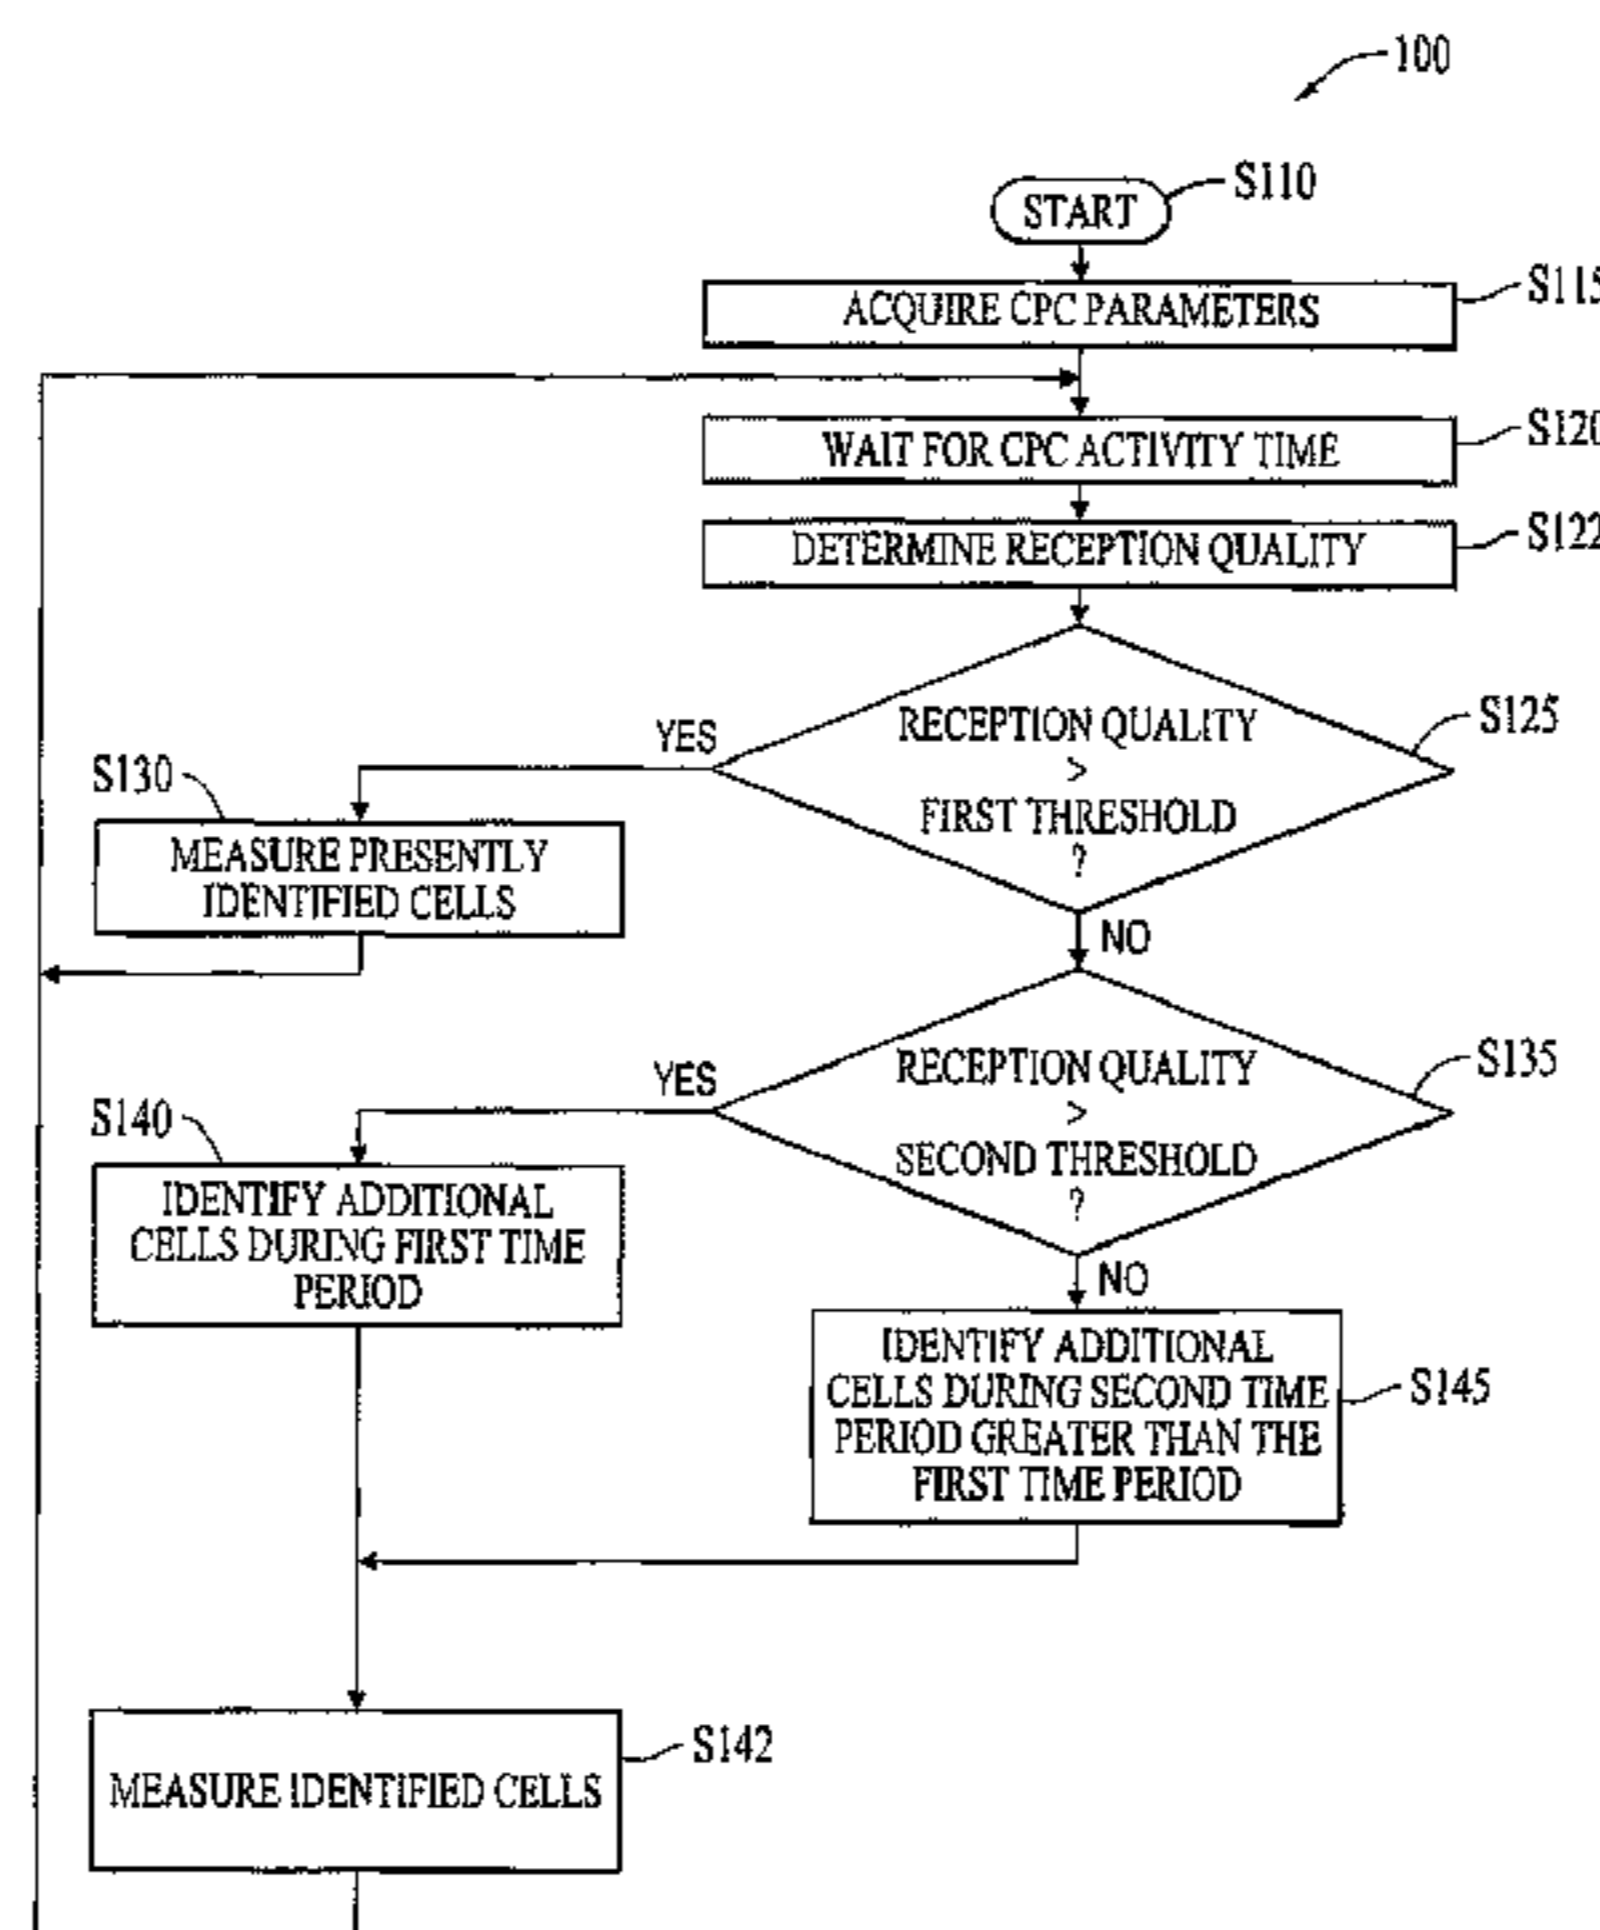 100
START
S110
ACQUIRE CPC PARAMETERS
S115
WAIT FOR CPC ACTIVITY TIME
S120
DETERMINE RECEPTION QUALITY
S122
RECEPTION QUALITY
>
FIRST THRESHOLD
?
S125
YES
NO
S130
MEASURE PRESENTLY
IDENTIFIED CELLS
RECEPTION QUALITY
>
SECOND THRESHOLD
?
S135
YES
NO
S140
IDENTIFY ADDITIONAL
CELLS DURING FIRST TIME
PERIOD
IDENTIFY ADDITIONAL
CELLS DURING SECOND TIME
PERIOD GREATER THAN THE
FIRST TIME PERIOD
S145
MEASURE IDENTIFIED CELLS
S142